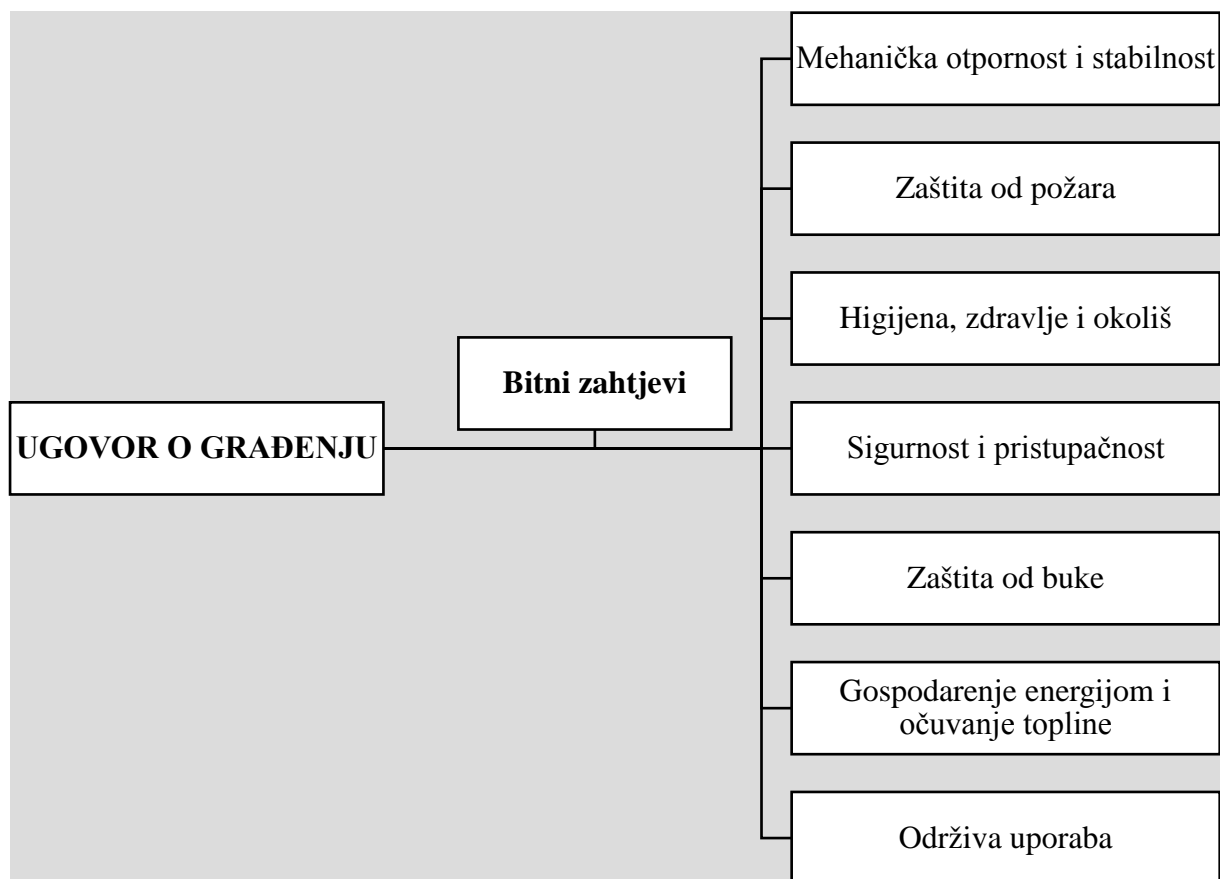 UGOVOR O GRAĐENJU
Bitni zahtjevi
Mehanička otpornost i stabilnost
Zaštita od požara
Higijena, zdravlje i okoliš
Sigurnost i pristupačnost
Zaštita od buke
Gospodarenje energijom i
očuvanje topline
Održiva uporaba